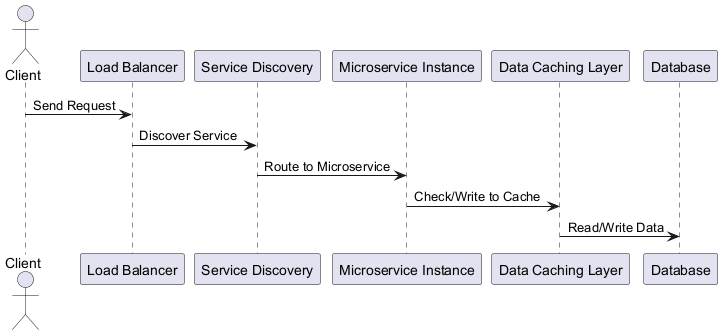 Client
Load Balancer
Service Discovery
Microservice Instance
Data Caching Layer
Database
Send Request
Discover Service
Route to Microservice
Check/Write to Cache
Read/Write Data
Client
Load Balancer
Service Discovery
Microservice Instance
Data Caching Layer
Database